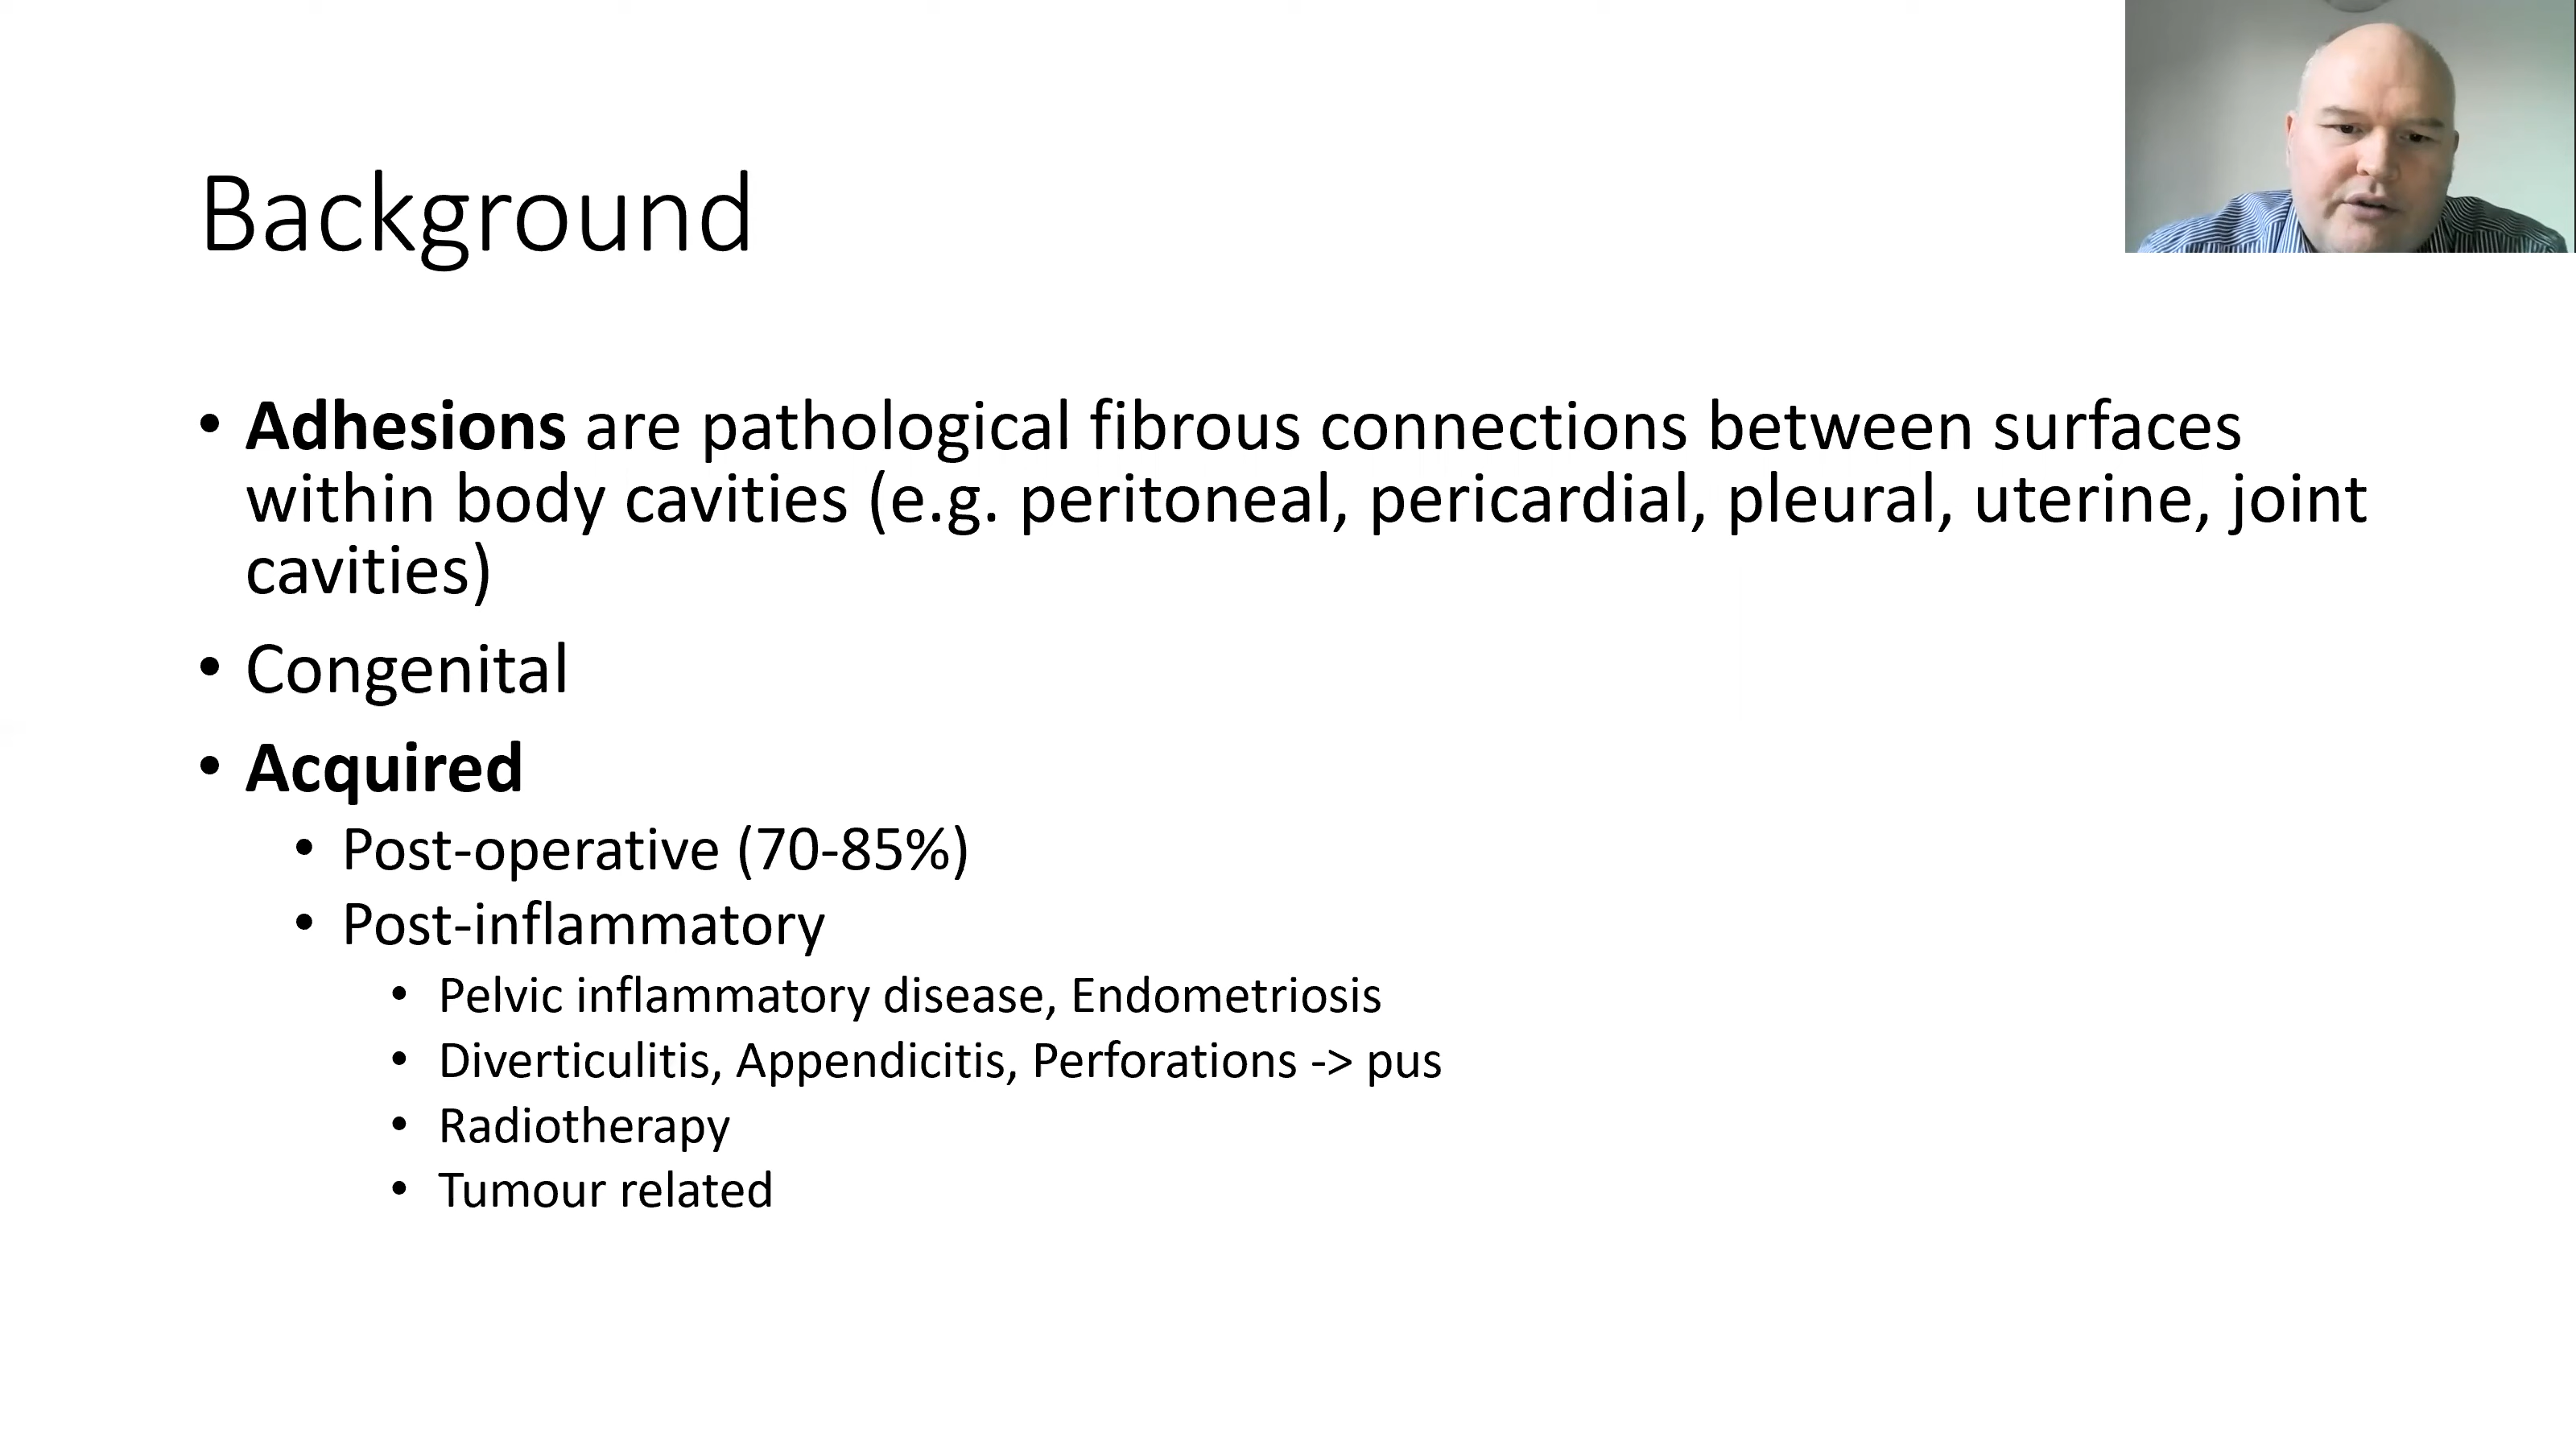 Background
• Adhesions are pathological fibrous connections between surfaces
within body cavities (e.g. peritoneal, pericardial, pleural, uterine, joint
cavities)
• Congenital
• Acquired
• Post-operative (70-85%)
• Post-inflammatory
• Pelvic inflammatory disease, Endometriosis
• Diverticulitis, Appendicitis, Perforations -> pus
• Radiotherapy
• Tumour related